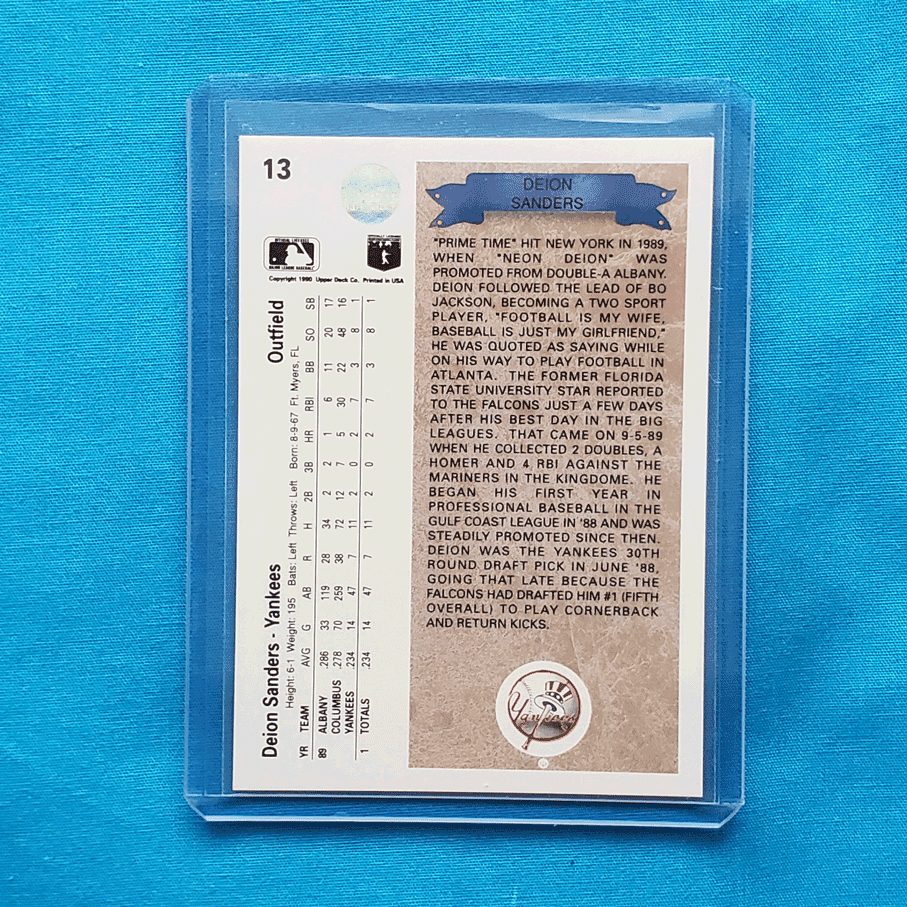 13
OFFICIAL LICENSEE
MAJOR LEAGUE BASEBALL
Copyright 1990 Upper Deck Co. Printed in USA
Deion Sanders - Yankees Outfield
Height: 6-1 Weight: 195 Bats: Left Throws: Left Born: 8-9-67 Ft. Myers, FL
YR TEAM AVG G AB R H 2B 3B HR RBI BB SO SB
89 ALBANY .286 33 119 28 34 2 2 1 6 11 20 17
COLUMBUS .278 70 259 38 72 12 7 5 30 22 48 16
YANKEES .234 14 47 7 11 2 0 2 7 3 8 1
1 TOTALS .234 14 47 7 11 2 0 2 7 3 8 1
DEION
SANDERS
"PRIME TIME" HIT NEW YORK IN 1989,
WHEN "NEON DEION" WAS
PROMOTED FROM DOUBLE-A ALBANY.
DEION FOLLOWED THE LEAD OF BO
JACKSON, BECOMING A TWO SPORT
PLAYER, "FOOTBALL IS MY WIFE,
BASEBALL IS JUST MY GIRLFRIEND,"
HE WAS QUOTED AS SAYING WHILE
ON HIS WAY TO PLAY FOOTBALL IN
ATLANTA. THE FORMER FLORIDA
STATE UNIVERSITY STAR REPORTED
TO THE FALCONS JUST A FEW DAYS
AFTER HIS BEST DAY IN THE BIG
LEAGUES. THAT CAME ON 9-5-89
WHEN HE COLLECTED 2 DOUBLES, A
HOMER AND 4 RBI AGAINST THE
MARINERS IN THE KINGDOME. HE
BEGAN HIS FIRST YEAR IN
PROFESSIONAL BASEBALL IN THE
GULF COAST LEAGUE IN '88 AND WAS
STEADILY PROMOTED SINCE THEN.
DEION WAS THE YANKEES 30TH
ROUND DRAFT PICK IN JUNE '88,
GOING THAT LATE BECAUSE THE
FALCONS HAD DRAFTED HIM #1 (FIFTH
OVERALL) TO PLAY CORNERBACK
AND RETURN KICKS.
Yankees